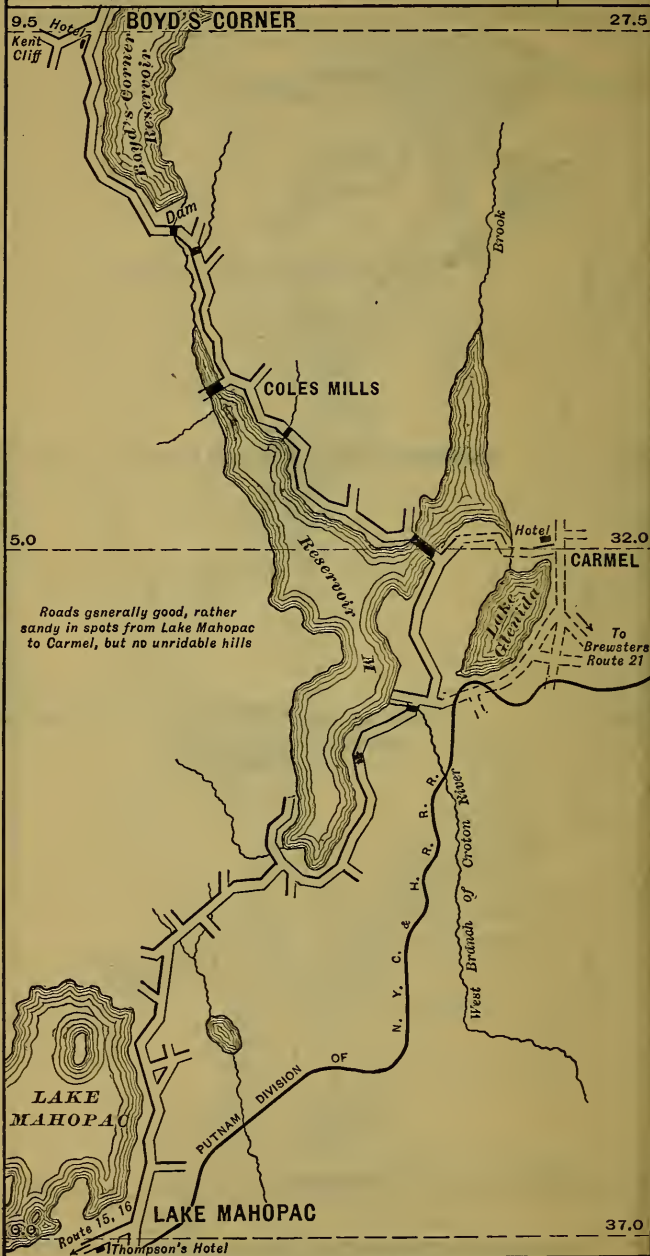 9.5
Hotel
BOYD'S CORNER
27.5
Kent
Cliff
Boyd's Corner
Reservoir
Dam
Brook
COLES MILLS
Hotel
5.0
32.0
CARMEL
Reservoir M
Lake
Glenida
Roads generally good, rather
sandy in spots from Lake Mahopac
to Carmel, but no unridable hills
To
Brewsters
Route 21
West Branch of Croton River
PUTNAM DIVISION OF N. Y. C. & H. R. R. R.
LAKE
MAHOPAC
LAKE MAHOPAC
Route 15, 16
37.0
Thompson's Hotel